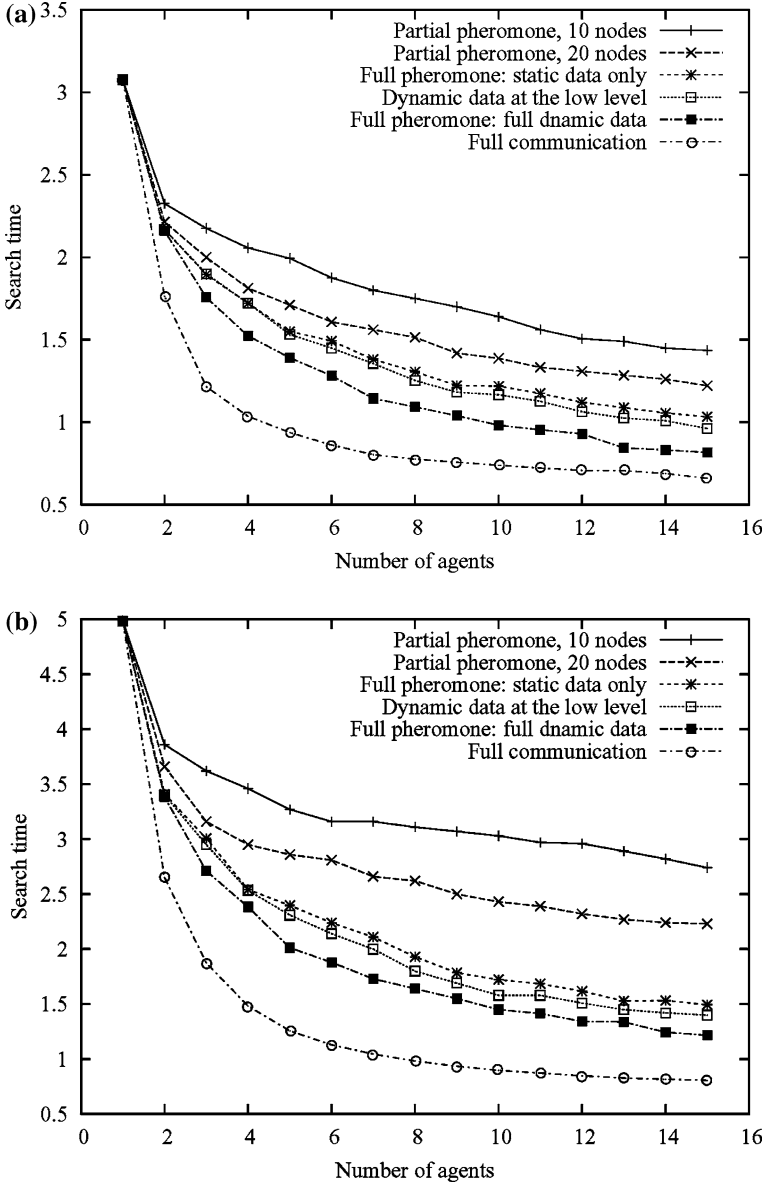 (a)
3.5
3
2.5
2
1.5
1
0.5
Search time
Partial pheromone, 10 nodes
Partial pheromone, 20 nodes
Full pheromone: static data only
Dynamic data at the low level
Full pheromone: full dnamic data
Full communication
0 2 4 6 8 10 12 14 16
Number of agents
(b)
5
4.5
4
3.5
3
2.5
2
1.5
1
0.5
Search time
Partial pheromone, 10 nodes
Partial pheromone, 20 nodes
Full pheromone: static data only
Dynamic data at the low level
Full pheromone: full dnamic data
Full communication
0 2 4 6 8 10 12 14 16
Number of agents